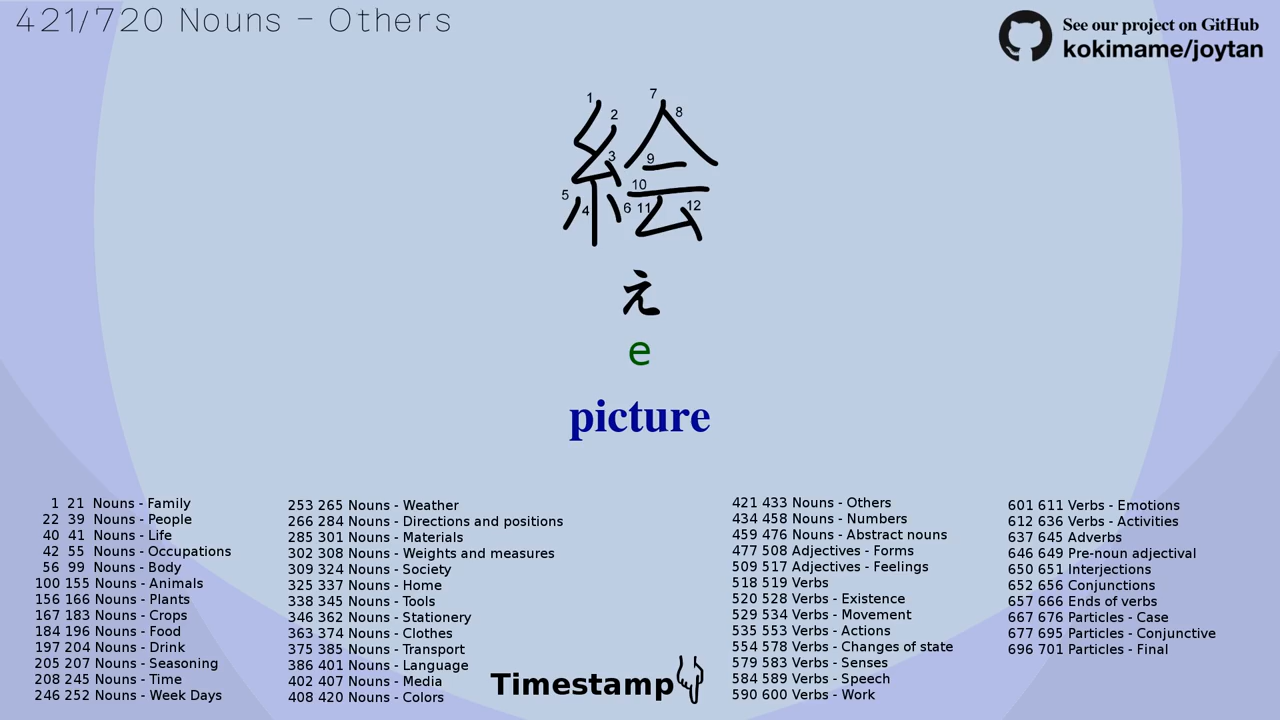 421/720 Nouns - Others
See our project on GitHub
kokimame/joytan
1 2 3 4 5 6 7 8 9 10 11 12
絵
え
e
picture
1 21 Nouns - Family
22 39 Nouns - People
40 41 Nouns - Life
42 55 Nouns - Occupations
56 99 Nouns - Body
100 155 Nouns - Animals
156 166 Nouns - Plants
167 183 Nouns - Crops
184 196 Nouns - Food
197 204 Nouns - Drink
205 207 Nouns - Seasoning
208 245 Nouns - Time
246 252 Nouns - Week Days
253 265 Nouns - Weather
266 284 Nouns - Directions and positions
285 301 Nouns - Materials
302 308 Nouns - Weights and measures
309 324 Nouns - Society
325 337 Nouns - Home
338 345 Nouns - Tools
346 362 Nouns - Stationery
363 374 Nouns - Clothes
375 385 Nouns - Transport
386 401 Nouns - Language
402 407 Nouns - Media
408 420 Nouns - Colors
Timestamp
421 433 Nouns - Others
434 458 Nouns - Numbers
459 476 Nouns - Abstract nouns
477 508 Adjectives - Forms
509 517 Adjectives - Feelings
518 519 Verbs
520 528 Verbs - Existence
529 534 Verbs - Movement
535 553 Verbs - Actions
554 578 Verbs - Changes of state
579 583 Verbs - Senses
584 589 Verbs - Speech
590 600 Verbs - Work
601 611 Verbs - Emotions
612 636 Verbs - Activities
637 645 Adverbs
646 649 Pre-noun adjectival
650 651 Interjections
652 656 Conjunctions
657 666 Ends of verbs
667 676 Particles - Case
677 695 Particles - Conjunctive
696 701 Particles - Final